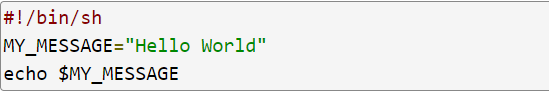 #!/bin/sh
MY_MESSAGE="Hello World"
echo $MY_MESSAGE